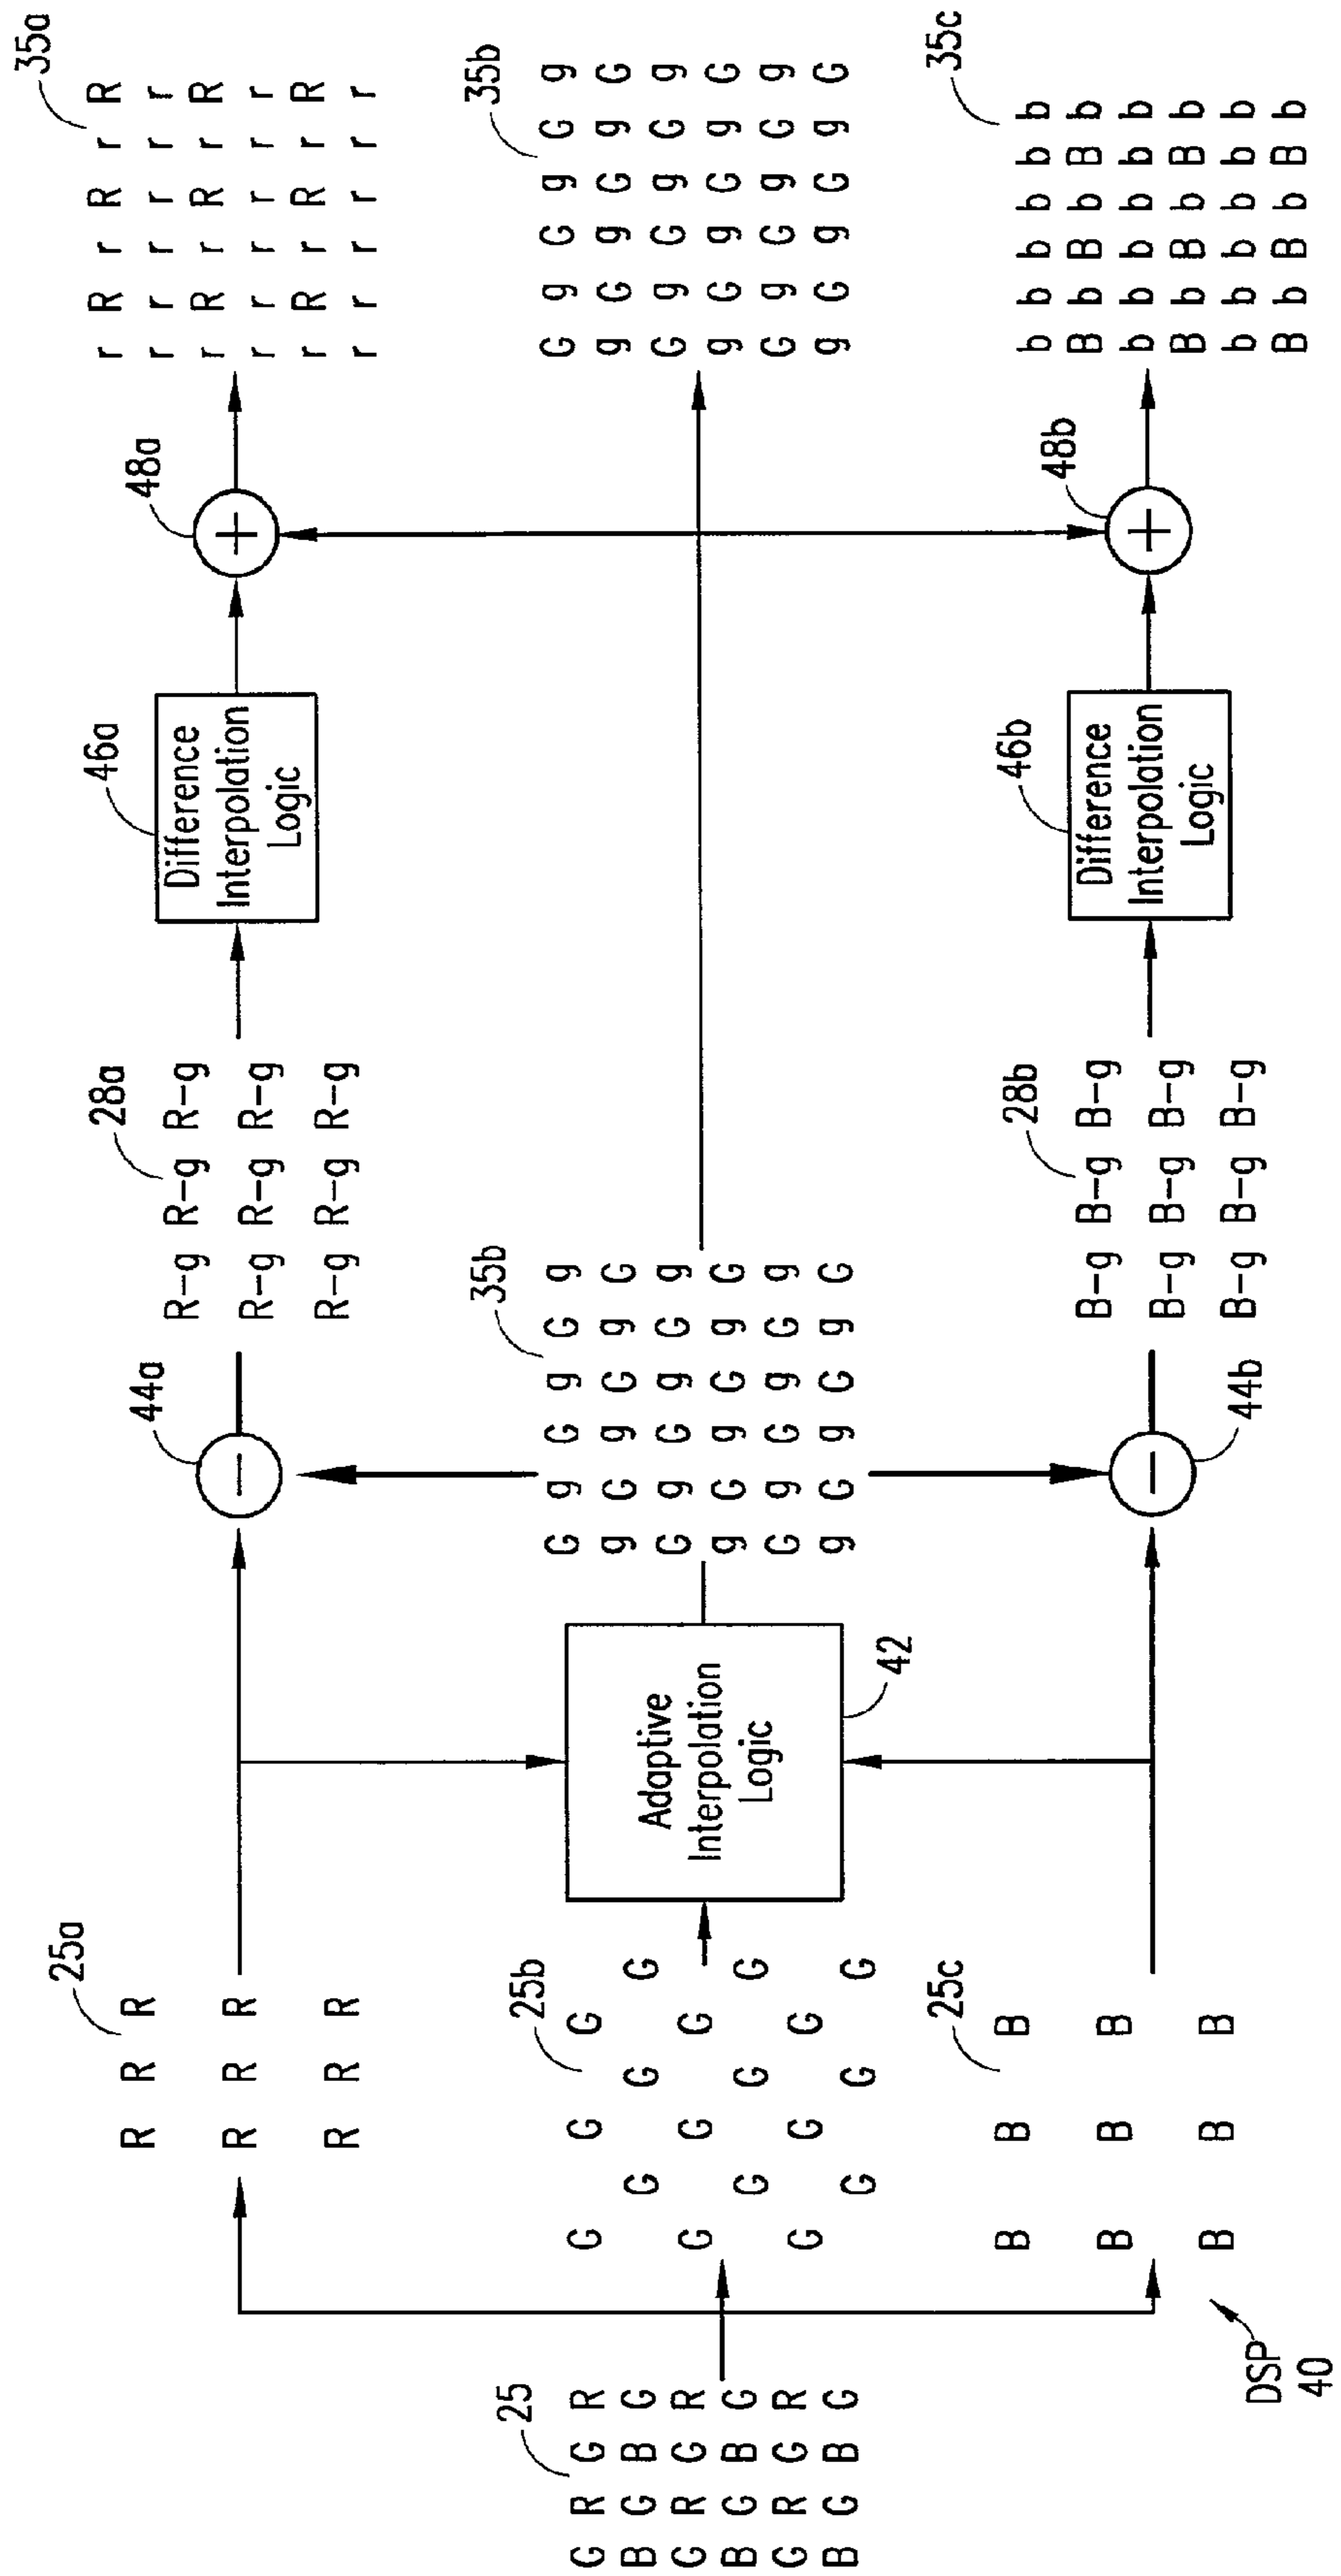 25
G R G R
B G B G
G R G R
B G B G
G R G R
B G B G
25a
R R R
R R R
R R R
25b
G G G
G G G
G G G
G G G
G G G
G G G
25c
B B B
B B B
B B B
DSP
40
Adaptive
Interpolation
Logic
42
44a
−
35b
G g G g G g
g G g G g G
G g G g G g
g G g G g G
G g G g G g
g G g G g G
−
44b
28a
R-g R-g R-g
R-g R-g R-g
R-g R-g R-g
28b
B-g B-g B-g
B-g B-g B-g
B-g B-g B-g
46a
Difference
Interpolation
Logic
46b
Difference
Interpolation
Logic
48a
+
48b
+
35a
r R r R r R
r r r r r r
r R r R r R
r r r r r r
r R r R r R
r r r r r r
35b
G g G g G g
g G g G g G
G g G g G g
g G g G g G
G g G g G g
g G g G g G
35c
b b b b b b
B b B b B b
b b b b b b
B b B b B b
b b b b b b
B b B b B b